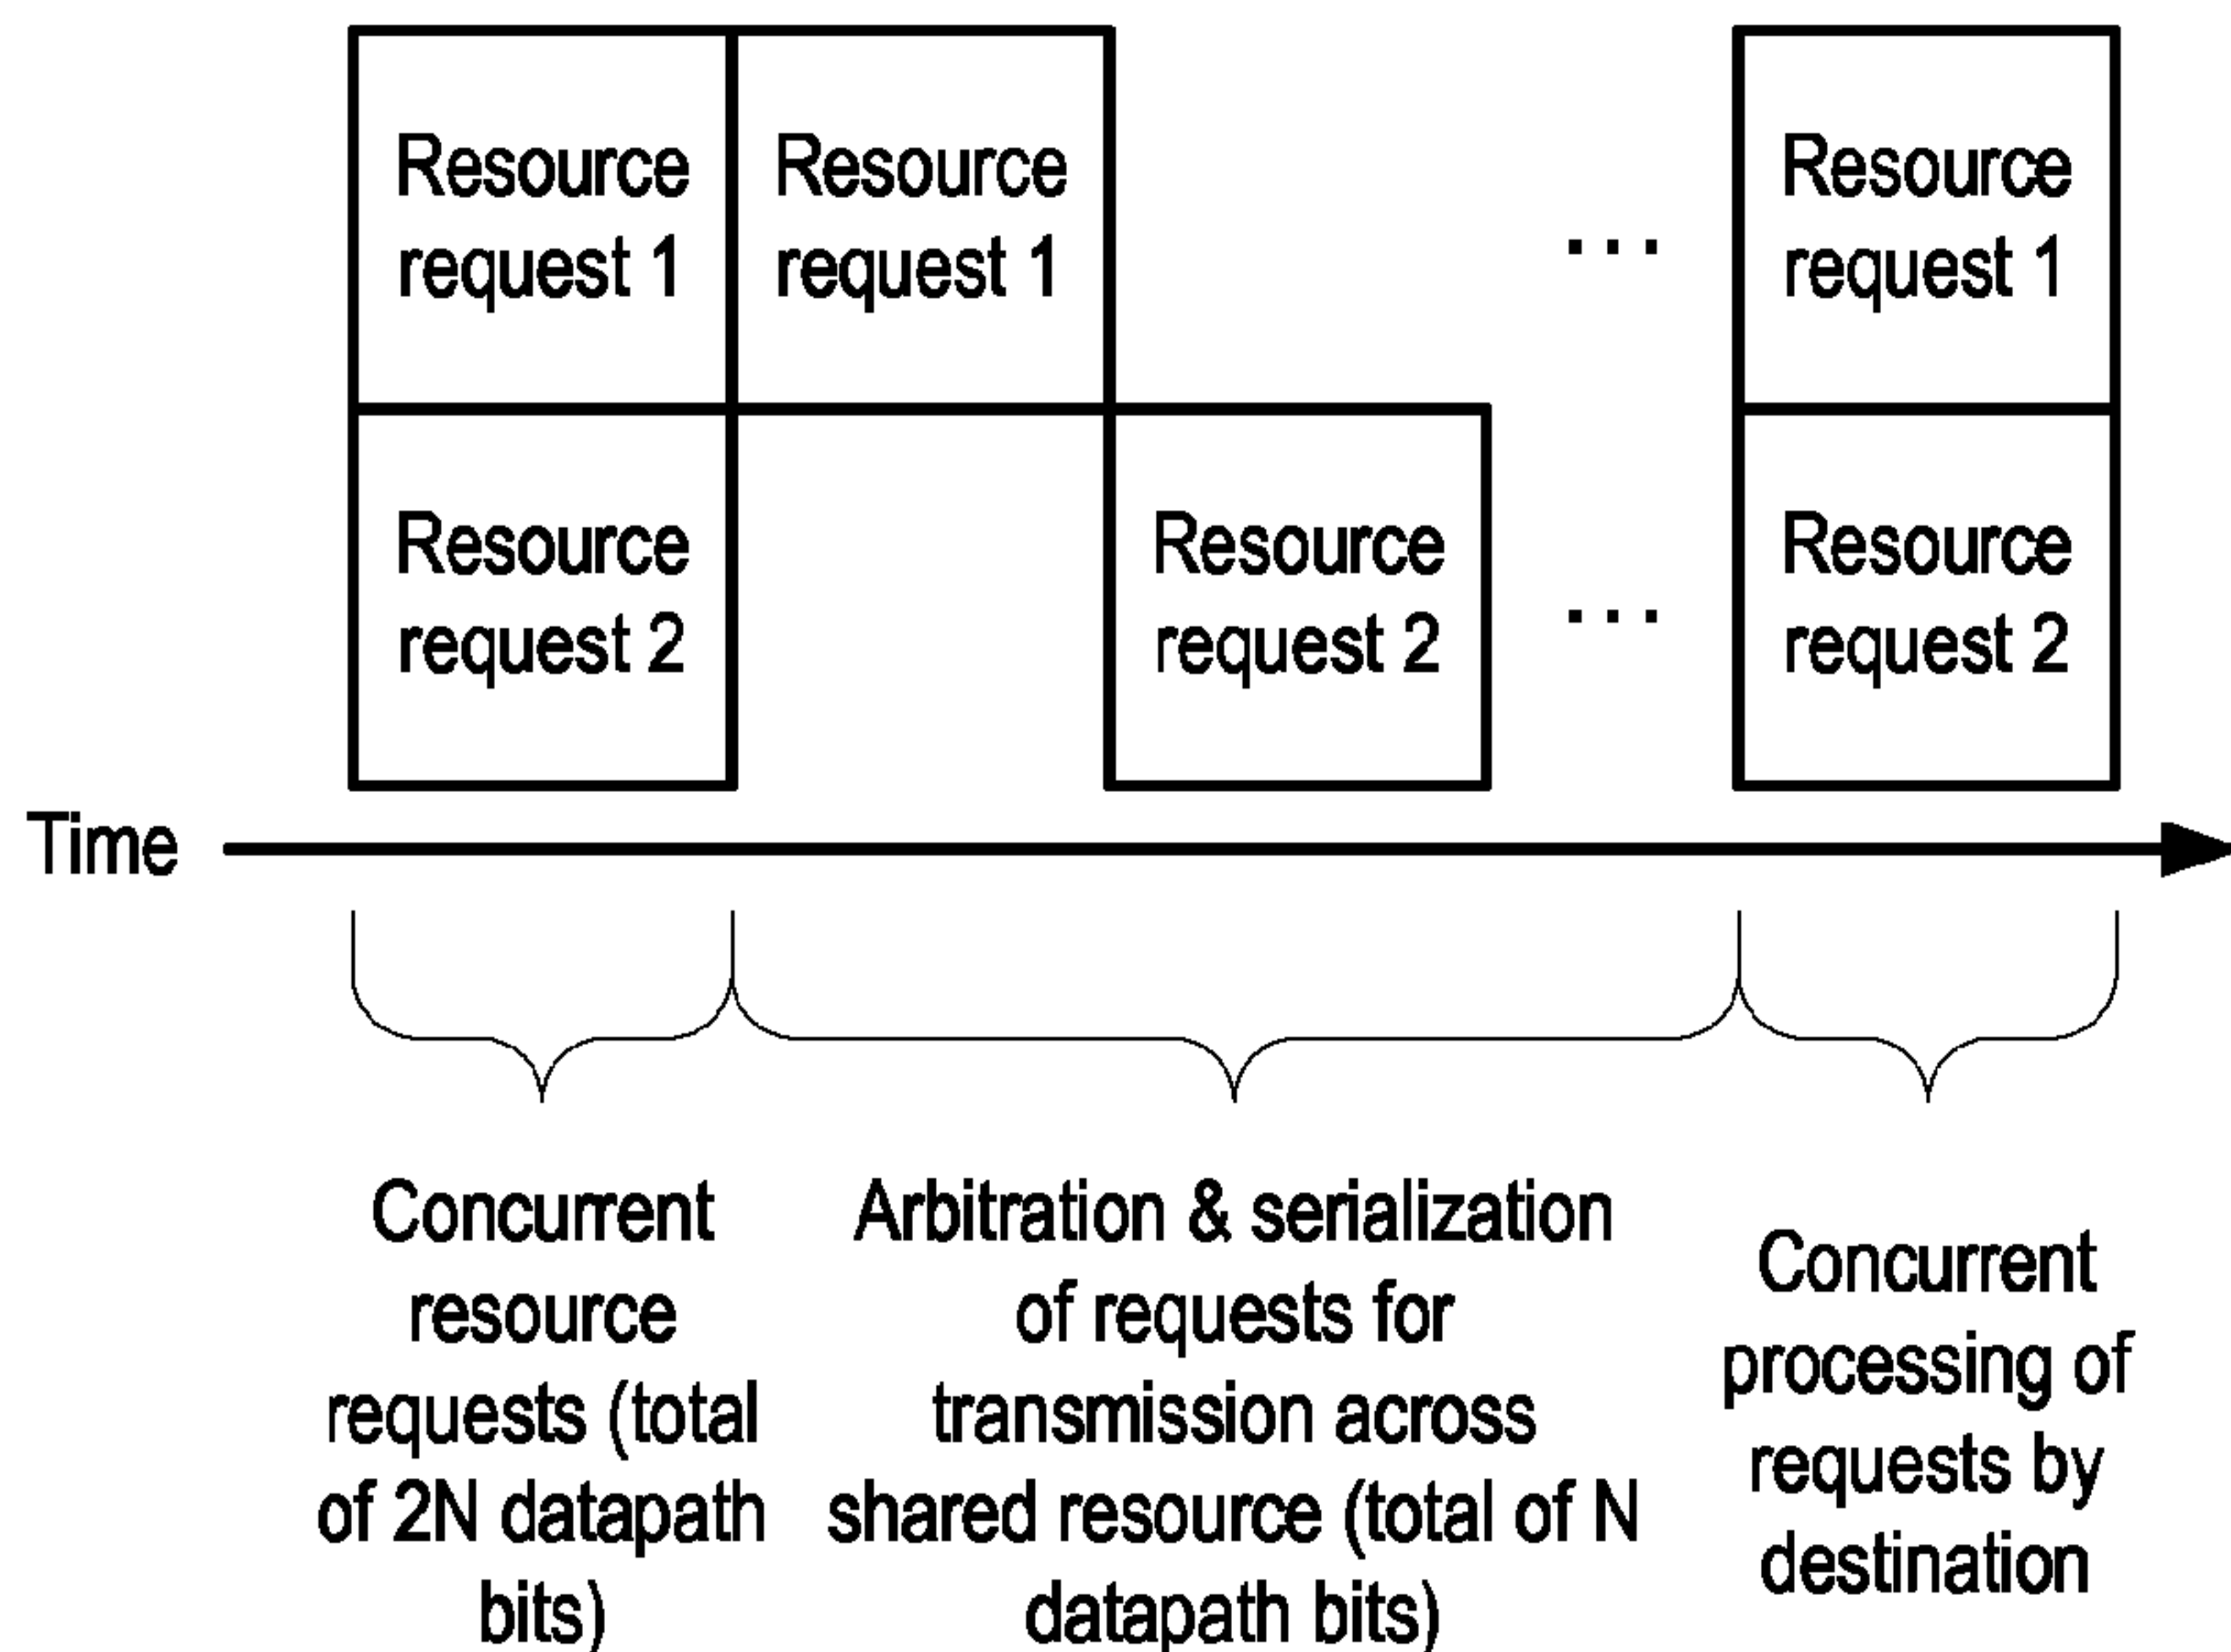 Resource
request 1
Resource
request 1
...
Resource
request 1
Resource
request 2
Resource
request 2
...
Resource
request 2
Time
Concurrent
resource
requests (total
of 2N datapath
bits)
Arbitration & serialization
of requests for
transmission across
shared resource (total of N
datapath bits)
Concurrent
processing of
requests by
destination